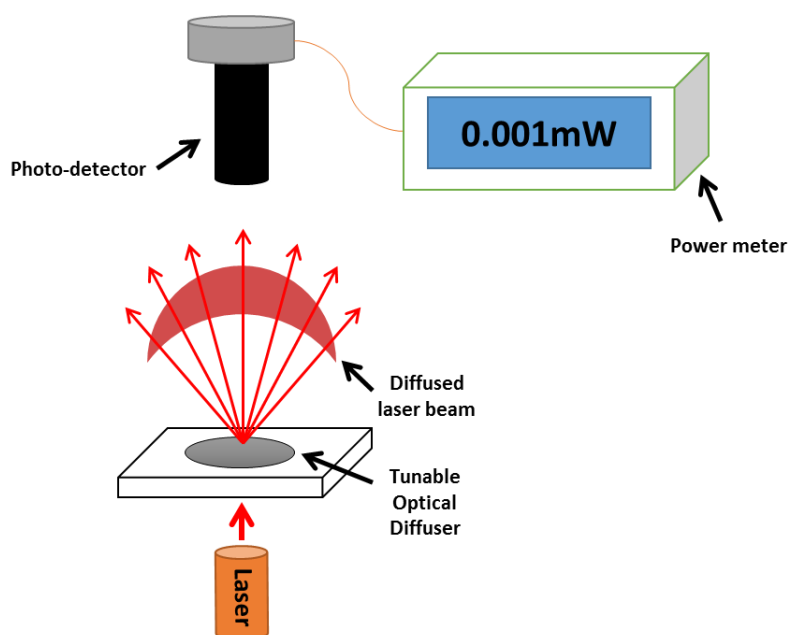 0.001mW
Photo-detector
Power meter
Diffused
laser beam
Tunable
Optical
Diffuser
Laser